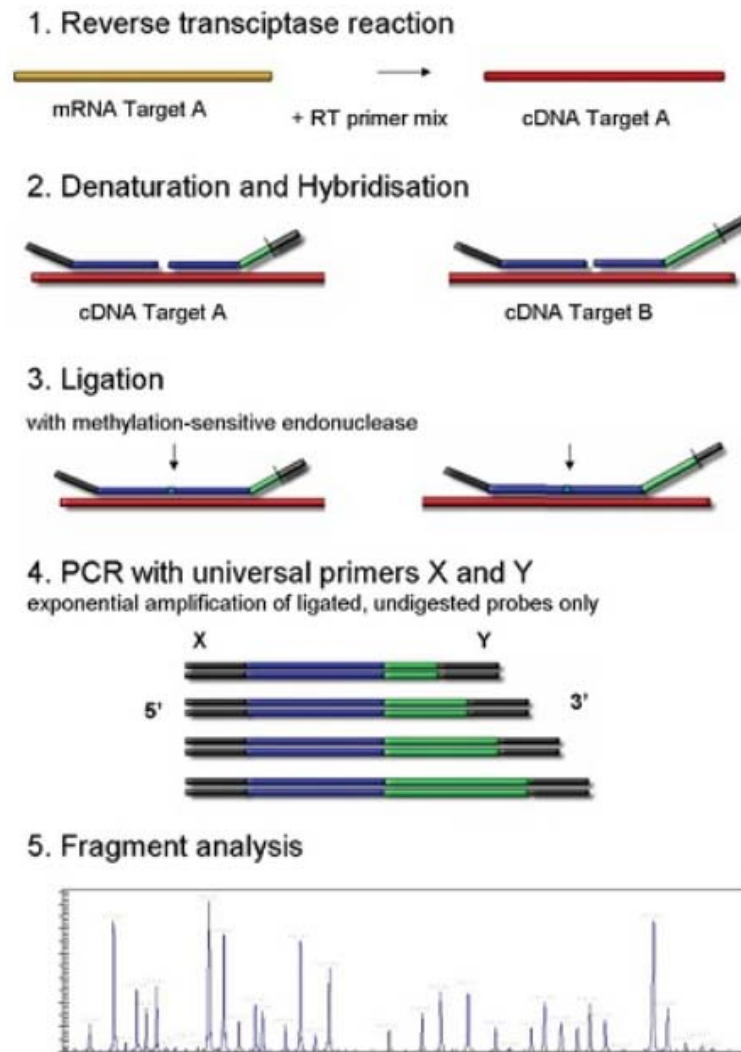 1. Reverse transciptase reaction
mRNA Target A
+ RT primer mix
cDNA Target A
2. Denaturation and Hybridisation
cDNA Target A
cDNA Target B
3. Ligation
with methylation-sensitive endonuclease
4. PCR with universal primers X and Y
exponential amplification of ligated, undigested probes only
X
Y
5'
3'
5. Fragment analysis